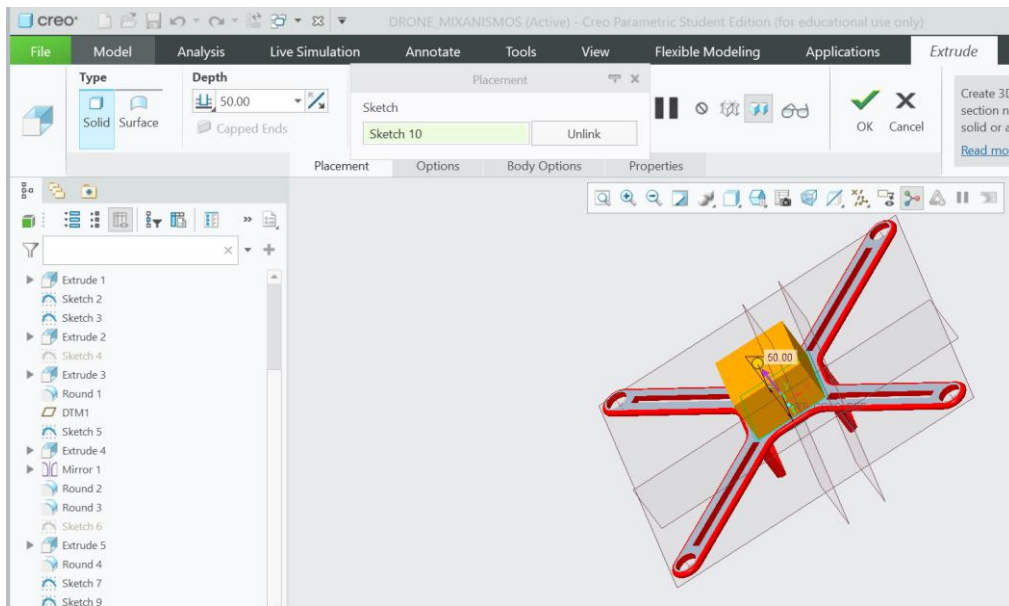 creo®
DRONE_MIXANISMOS (Active) - Creo Parametric Student Edition (for educational use only)
File Model Analysis Live Simulation Annotate Tools View Flexible Modeling Applications Extrude
Type Depth Placement
Solid Surface
50.00
Capped Ends
Sketch
Sketch 10 Unlink
OK Cancel
Create 3D
section n
solid or a
Read mo
Placement Options Body Options Properties
Extrude 1
Sketch 2
Sketch 3
Extrude 2
Sketch 4
Extrude 3
Round 1
DTM1
Sketch 5
Extrude 4
Mirror 1
Round 2
Round 3
Sketch 6
Extrude 5
Round 4
Sketch 7
Sketch 9
50.00